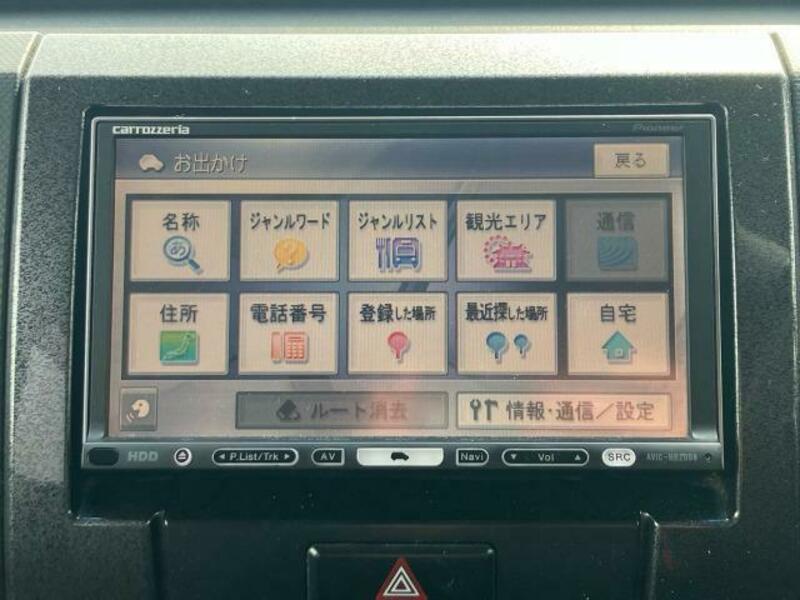 carrozzeria Pioneer
お出かけ 戻る
名称 ジャンルワード ジャンルリスト 観光エリア 通信
あ
住所 電話番号 登録した場所 最近探した場所 自宅
ルート消去 情報・通信/設定
HDD P.List/Trk AV Navi Vol SRC